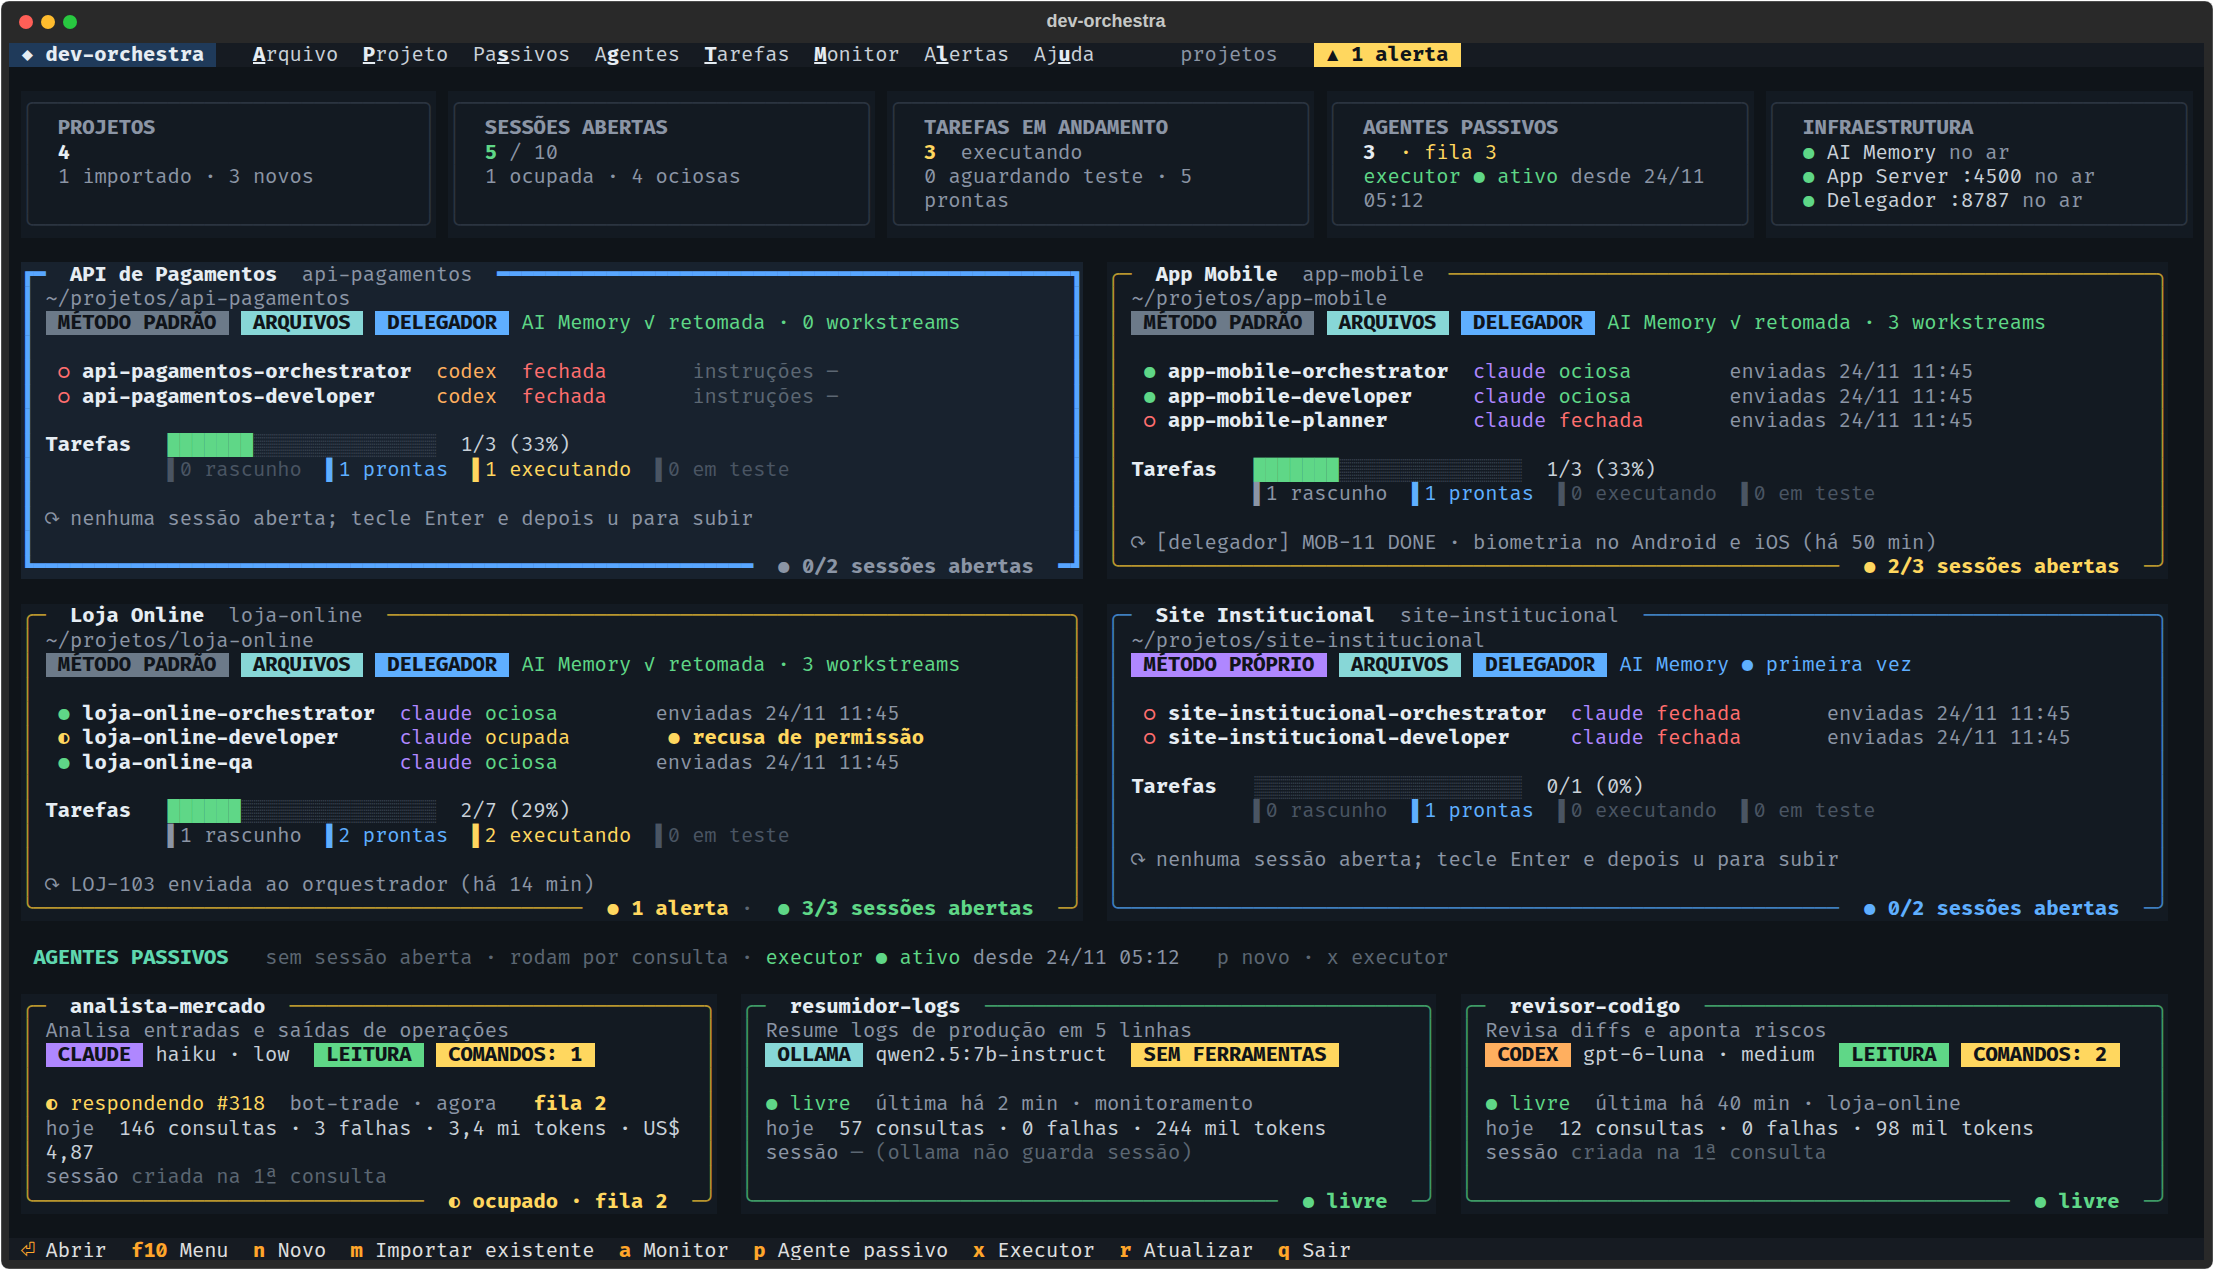 dev-orchestra
◆ dev-orchestra Arquivo Projeto Passivos Agentes Tarefas Monitor Alertas Ajuda projetos ▲ 1 alerta
PROJETOS
4
1 importado · 3 novos
SESSÕES ABERTAS
5 / 10
1 ocupada · 4 ociosas
TAREFAS EM ANDAMENTO
3 executando
0 aguardando teste · 5
prontas
AGENTES PASSIVOS
3 · fila 3
executor ● ativo desde 24/11
05:12
INFRAESTRUTURA
● AI Memory no ar
● App Server :4500 no ar
● Delegador :8787 no ar
API de Pagamentos api-pagamentos
~/projetos/api-pagamentos
MÉTODO PADRÃO ARQUIVOS DELEGADOR AI Memory √ retomada · 0 workstreams
○ api-pagamentos-orchestrator codex fechada instruções —
○ api-pagamentos-developer codex fechada instruções —
Tarefas 1/3 (33%)
0 rascunho 1 prontas 1 executando 0 em teste
⟳ nenhuma sessão aberta; tecle Enter e depois u para subir
● 0/2 sessões abertas
App Mobile app-mobile
~/projetos/app-mobile
MÉTODO PADRÃO ARQUIVOS DELEGADOR AI Memory √ retomada · 3 workstreams
● app-mobile-orchestrator claude ociosa enviadas 24/11 11:45
● app-mobile-developer claude ociosa enviadas 24/11 11:45
○ app-mobile-planner claude fechada enviadas 24/11 11:45
Tarefas 1/3 (33%)
1 rascunho 1 prontas 0 executando 0 em teste
⟳ [delegador] MOB-11 DONE · biometria no Android e iOS (há 50 min)
● 2/3 sessões abertas
Loja Online loja-online
~/projetos/loja-online
MÉTODO PADRÃO ARQUIVOS DELEGADOR AI Memory √ retomada · 3 workstreams
● loja-online-orchestrator claude ociosa enviadas 24/11 11:45
◐ loja-online-developer claude ocupada ● recusa de permissão
● loja-online-qa claude ociosa enviadas 24/11 11:45
Tarefas 2/7 (29%)
1 rascunho 2 prontas 2 executando 0 em teste
⟳ LOJ-103 enviada ao orquestrador (há 14 min)
● 1 alerta · ● 3/3 sessões abertas
Site Institucional site-institucional
~/projetos/site-institucional
MÉTODO PRÓPRIO ARQUIVOS DELEGADOR AI Memory ● primeira vez
○ site-institucional-orchestrator claude fechada enviadas 24/11 11:45
○ site-institucional-developer claude fechada enviadas 24/11 11:45
Tarefas 0/1 (0%)
0 rascunho 1 prontas 0 executando 0 em teste
⟳ nenhuma sessão aberta; tecle Enter e depois u para subir
● 0/2 sessões abertas
AGENTES PASSIVOS sem sessão aberta · rodam por consulta · executor ● ativo desde 24/11 05:12 p novo · x executor
analista-mercado
Analisa entradas e saídas de operações
CLAUDE haiku · low LEITURA COMANDOS: 1
◐ respondendo #318 bot-trade · agora fila 2
hoje 146 consultas · 3 falhas · 3,4 mi tokens · US$
4,87
sessão criada na 1ª consulta
◐ ocupado · fila 2
resumidor-logs
Resume logs de produção em 5 linhas
OLLAMA qwen2.5:7b-instruct SEM FERRAMENTAS
● livre última há 2 min · monitoramento
hoje 57 consultas · 0 falhas · 244 mil tokens
sessão — (ollama não guarda sessão)
● livre
revisor-codigo
Revisa diffs e aponta riscos
CODEX gpt-6-luna · medium LEITURA COMANDOS: 2
● livre última há 40 min · loja-online
hoje 12 consultas · 0 falhas · 98 mil tokens
sessão criada na 1ª consulta
● livre
⏎ Abrir f10 Menu n Novo m Importar existente a Monitor p Agente passivo x Executor r Atualizar q Sair